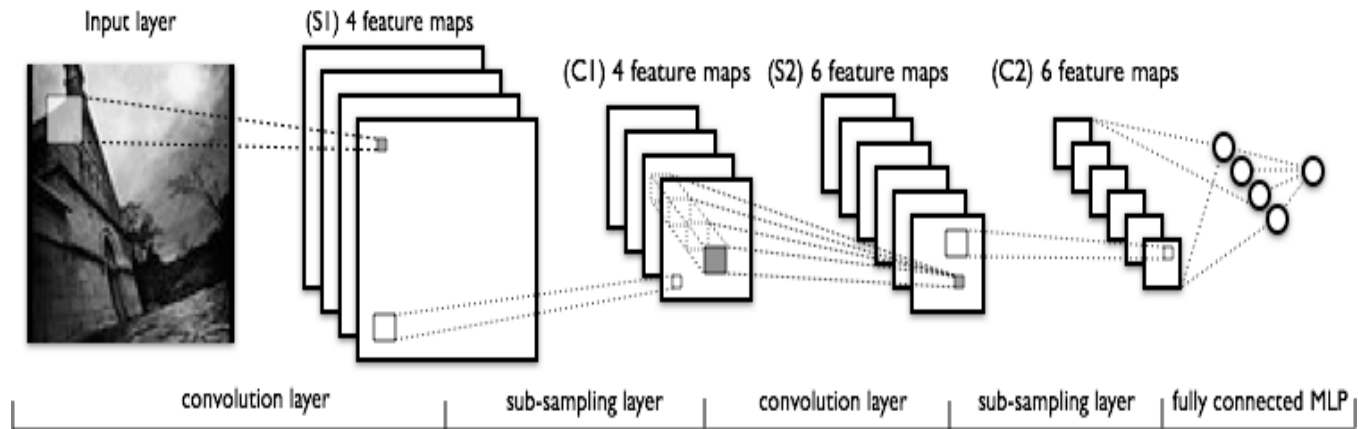 Input layer
(S1) 4 feature maps
(C1) 4 feature maps
(S2) 6 feature maps
(C2) 6 feature maps
convolution layer
sub-sampling layer
convolution layer
sub-sampling layer
fully connected MLP